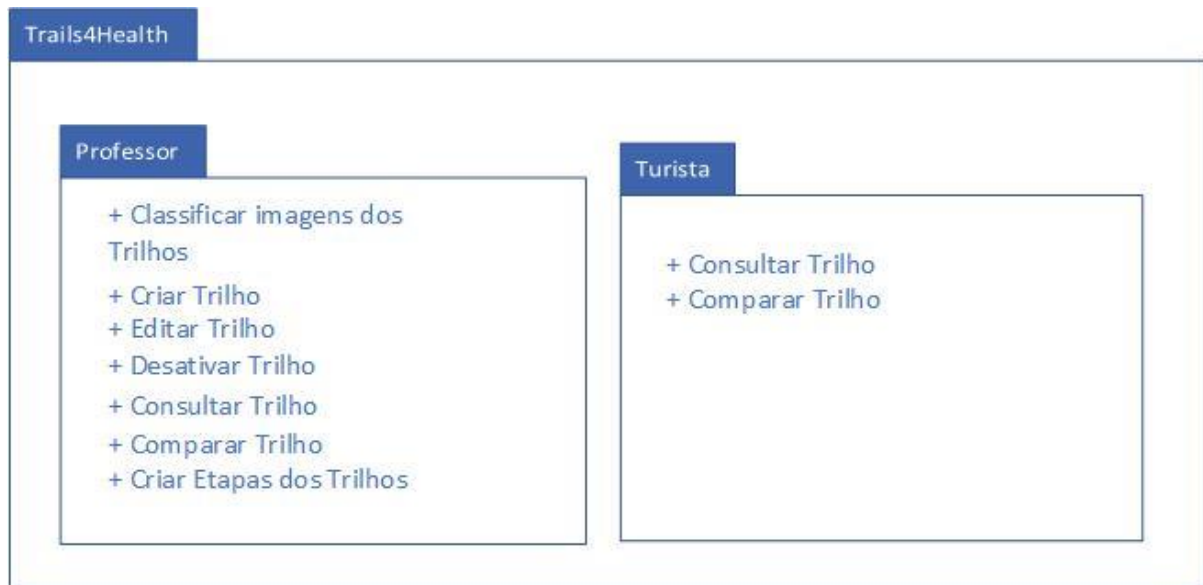 Trails4Health
Professor
+ Classificar imagens dos
Trilhos
+ Criar Trilho
+ Editar Trilho
+ Desativar Trilho
+ Consultar Trilho
+ Comparar Trilho
+ Criar Etapas dos Trilhos
Turista
+ Consultar Trilho
+ Comparar Trilho